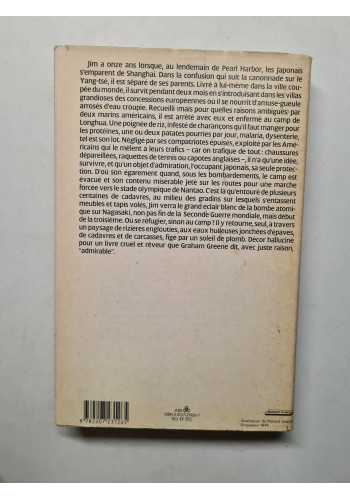 Jim a onze ans lorsque, au lendemain de Pearl Harbor, les Japonais
s'emparent de Shanghai. Dans la confusion qui suit la canonnade sur le
Yang-tsé, il est séparé de ses parents. Livré à lui-même dans la ville cou-
pée du monde, il survit pendant deux mois en s'introduisant dans les villas
grandioses des concessions européennes où il se nourrit d'amuse-gueule
arrosés d'eau croupie. Recueilli (mais pour quelles raisons ambiguës) par
deux marins américains, il est arrêté avec eux et enfermé au camp de
Longhua. Une poignée de riz, infesté de charançons qu'il faut manger pour
les protéines, une ou deux patates pourries par jour, malaria, dysenterie,
tel est son lot. Négligé par ses compatriotes épuisés, exploité par les Amé-
ricains qui le mêlent à leurs trafics – car on trafique de tout : chaussures
dépareillées, raquettes de tennis ou capotes anglaises –, il n'a qu'une idée,
survivre, et qu'un objet d'admiration, l'occupant japonais, sa seule protec-
tion. D'où son égarement quand, sous les bombardements, le camp est
évacué et son contenu misérable jeté sur les routes pour une marche
forcée vers le stade olympique de Nantao. C'est là qu'entouré de plusieurs
centaines de cadavres, au milieu des gradins sur lesquels s'entassent
meubles et tapis volés, Jim verra le grand éclair blanc de la bombe atomi-
que sur Nagasaki, non pas fin de la Seconde Guerre mondiale, mais début
de la troisième. Où se réfugier, sinon au camp ? Il y retourne, seul, à travers
un paysage de rizières englouties, aux eaux huileuses jonchées d'épaves,
de cadavres et de carcasses, figé par un soleil de plomb. Décor halluciné
pour un livre cruel et rêveur que Graham Greene dit, avec juste raison,
"admirable".